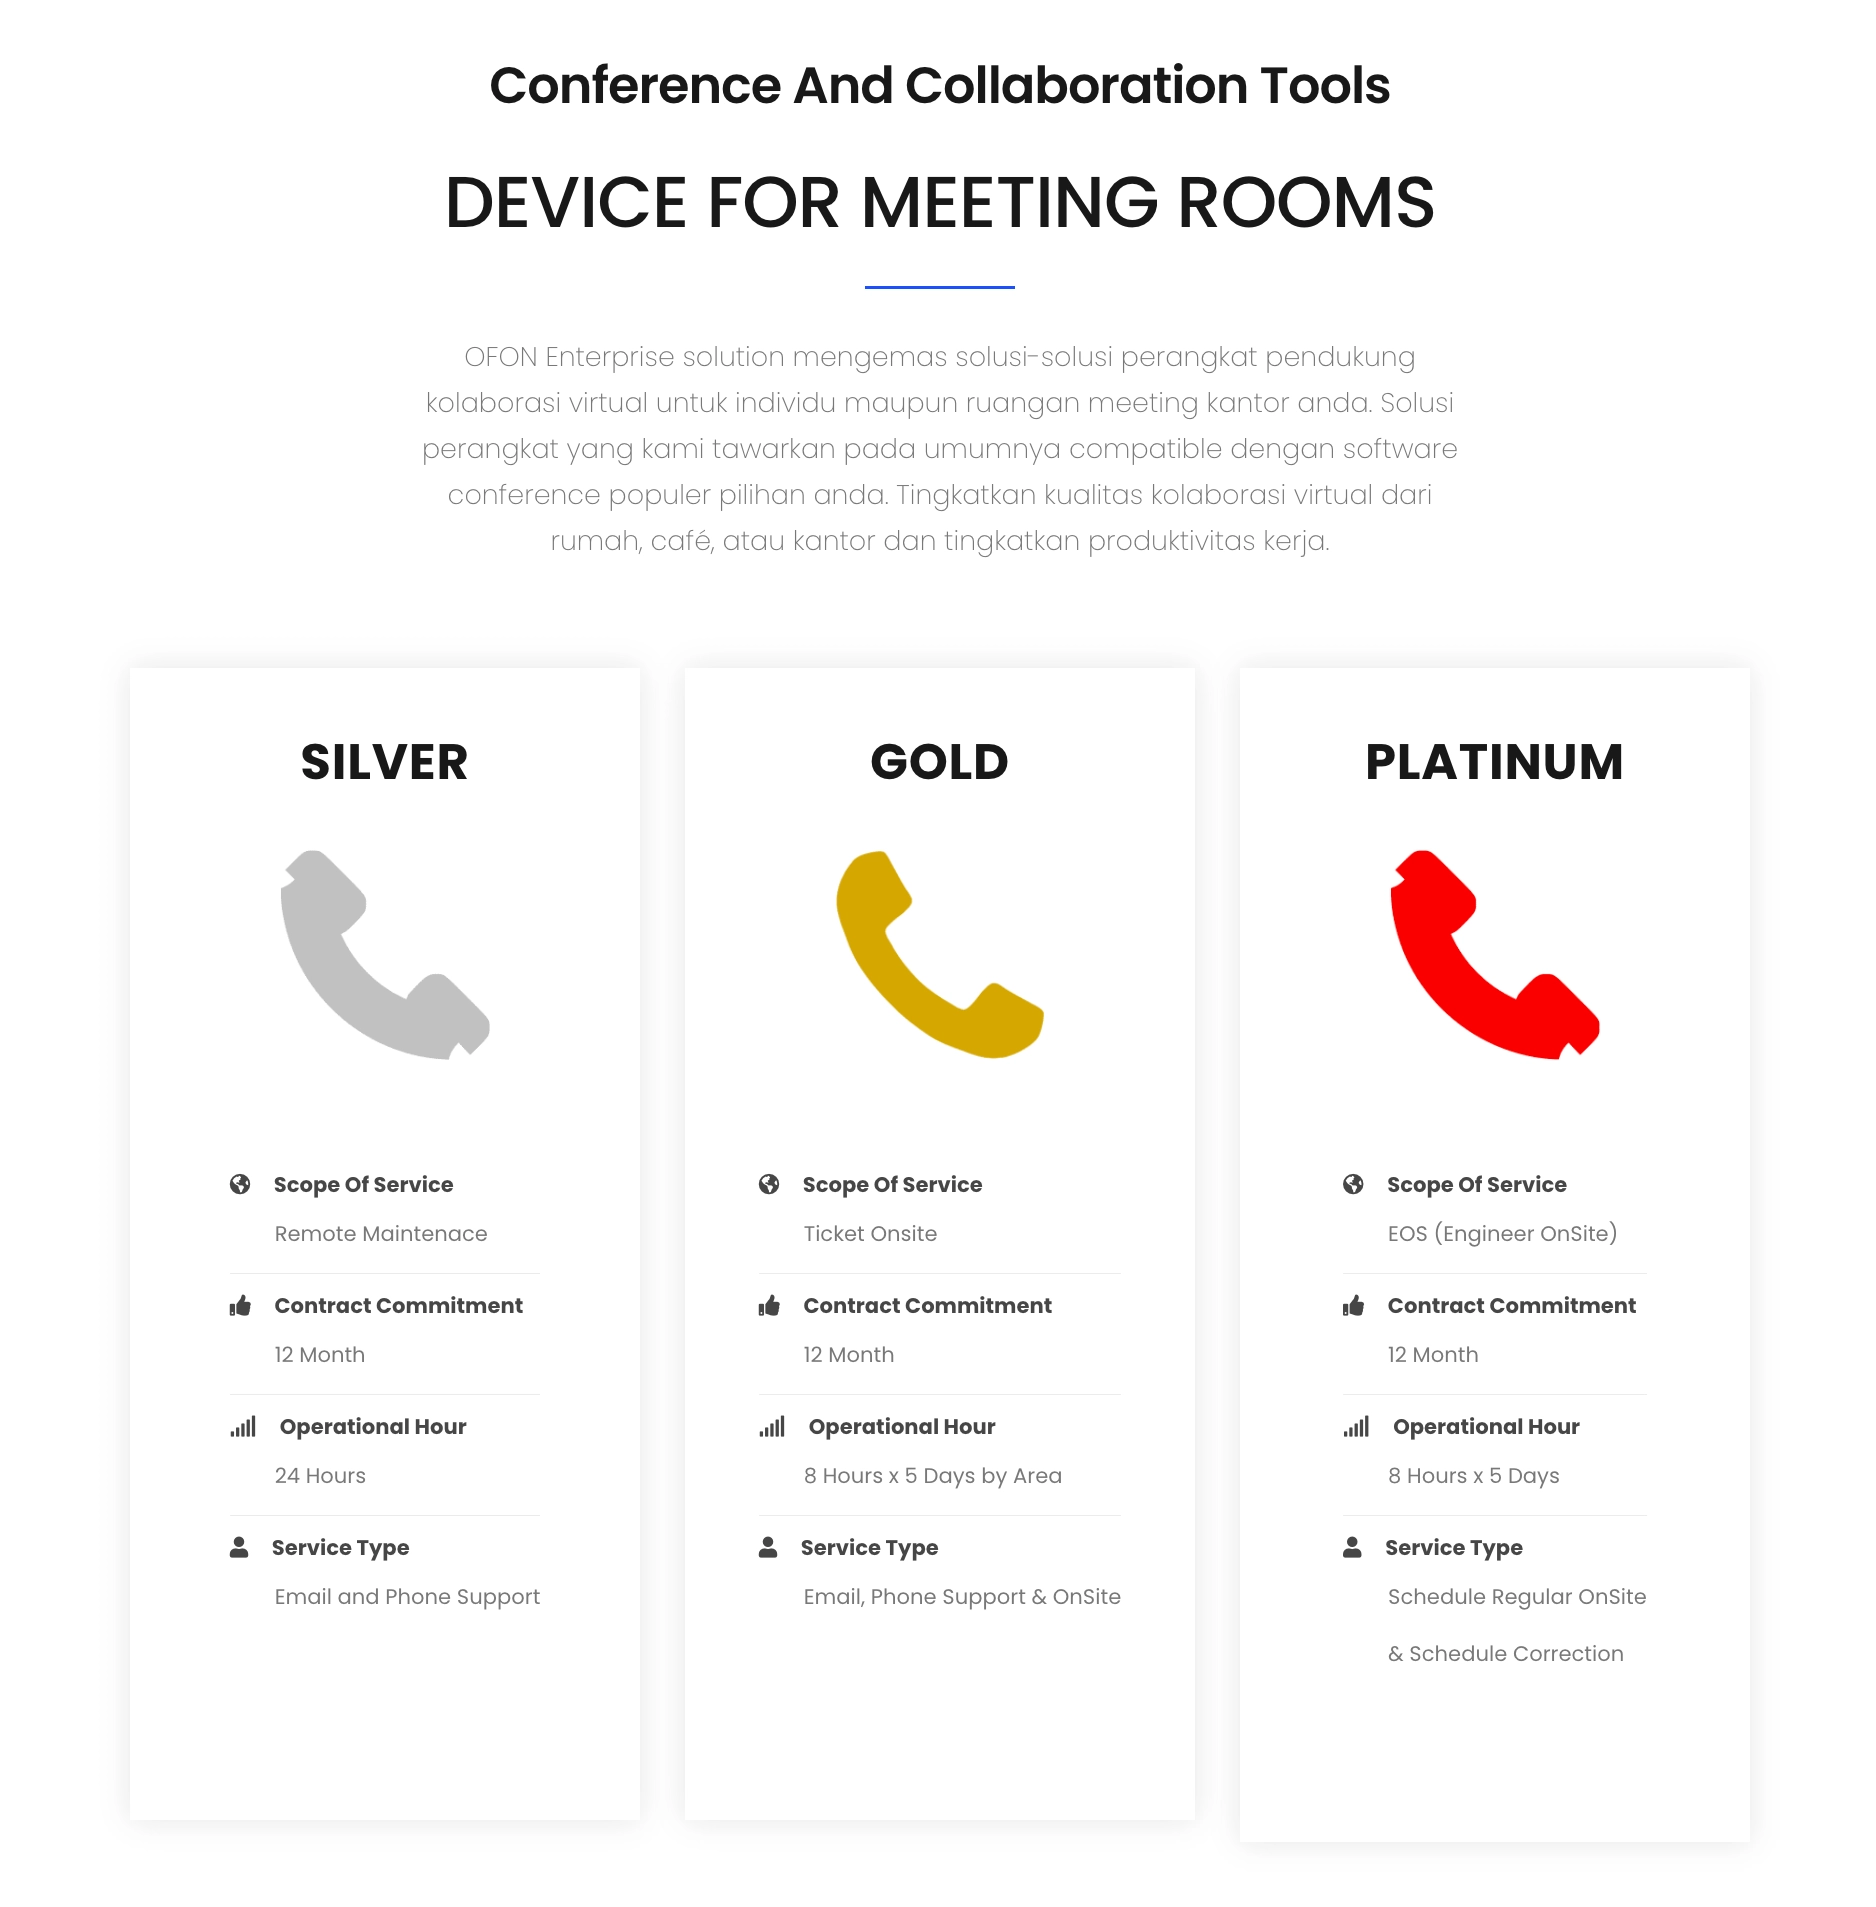 Conference And Collaboration Tools
DEVICE FOR MEETING ROOMS
OFON Enterprise solution mengemas solusi-solusi perangkat pendukung
kolaborasi virtual untuk individu maupun ruangan meeting kantor anda. Solusi
perangkat yang kami tawarkan pada umumnya compatible dengan software
conference populer pilihan anda. Tingkatkan kualitas kolaborasi virtual dari
rumah, café, atau kantor dan tingkatkan produktivitas kerja.
SILVER
Scope Of Service
Remote Maintenace
Contract Commitment
12 Month
Operational Hour
24 Hours
Service Type
Email and Phone Support
GOLD
Scope Of Service
Ticket Onsite
Contract Commitment
12 Month
Operational Hour
8 Hours x 5 Days by Area
Service Type
Email, Phone Support & OnSite
PLATINUM
Scope Of Service
EOS (Engineer OnSite)
Contract Commitment
12 Month
Operational Hour
8 Hours x 5 Days
Service Type
Schedule Regular OnSite
& Schedule Correction